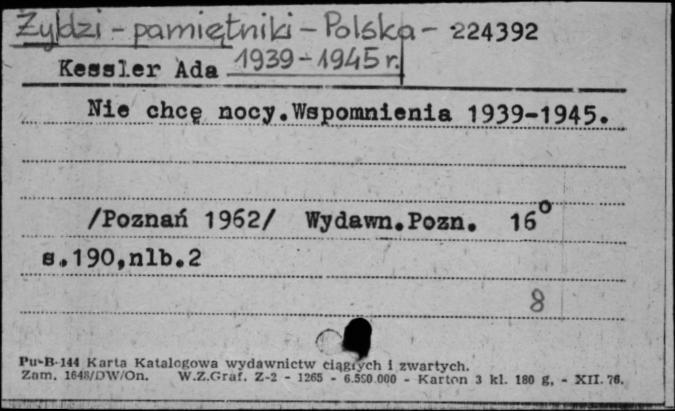 Żydzi - pamiętniki - Polska - 224392
Kessler Ada 1939-1945 r.
Nie chcę nocy.Wspomnienia 1939-1945.
/Poznań 1962/ Wydawn.Pozn. 16°
s.190,nlb.2
8
Pu-B-144 Karta Katalogowa wydawnictw ciągłych i zwartych.
Zam. 1648/DW/On. W.Z.Graf. Z-2 - 1265 - 6.550.000 - Karton 3 kl. 180 g, - XII. 76.